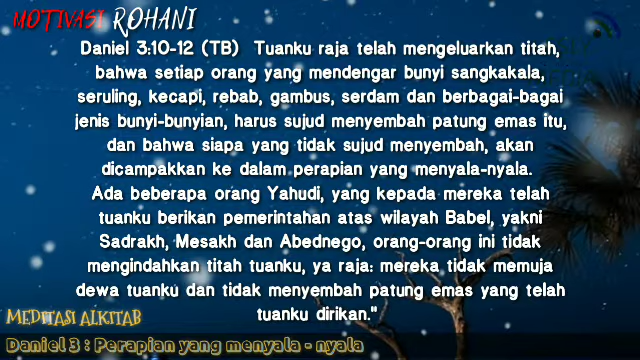 MOTIVASI ROHANI
Daniel 3:10-12 (TB) Tuanku raja telah mengeluarkan titah,
bahwa setiap orang yang mendengar bunyi sangkakala,
seruling, kecapi, rebab, gambus, serdam dan berbagai-bagai
jenis bunyi-bunyian, harus sujud menyembah patung emas itu,
dan bahwa siapa yang tidak sujud menyembah, akan
dicampakkan ke dalam perapian yang menyala-nyala.
Ada beberapa orang Yahudi, yang kepada mereka telah
tuanku berikan pemerintahan atas wilayah Babel, yakni
Sadrakh, Mesakh dan Abednego, orang-orang ini tidak
mengindahkan titah tuanku, ya raja: mereka tidak memuja
dewa tuanku dan tidak menyembah patung emas yang telah
tuanku dirikan."
MEDITASI ALKITAB
Daniel 3 : Perapian yang menyala - nyala